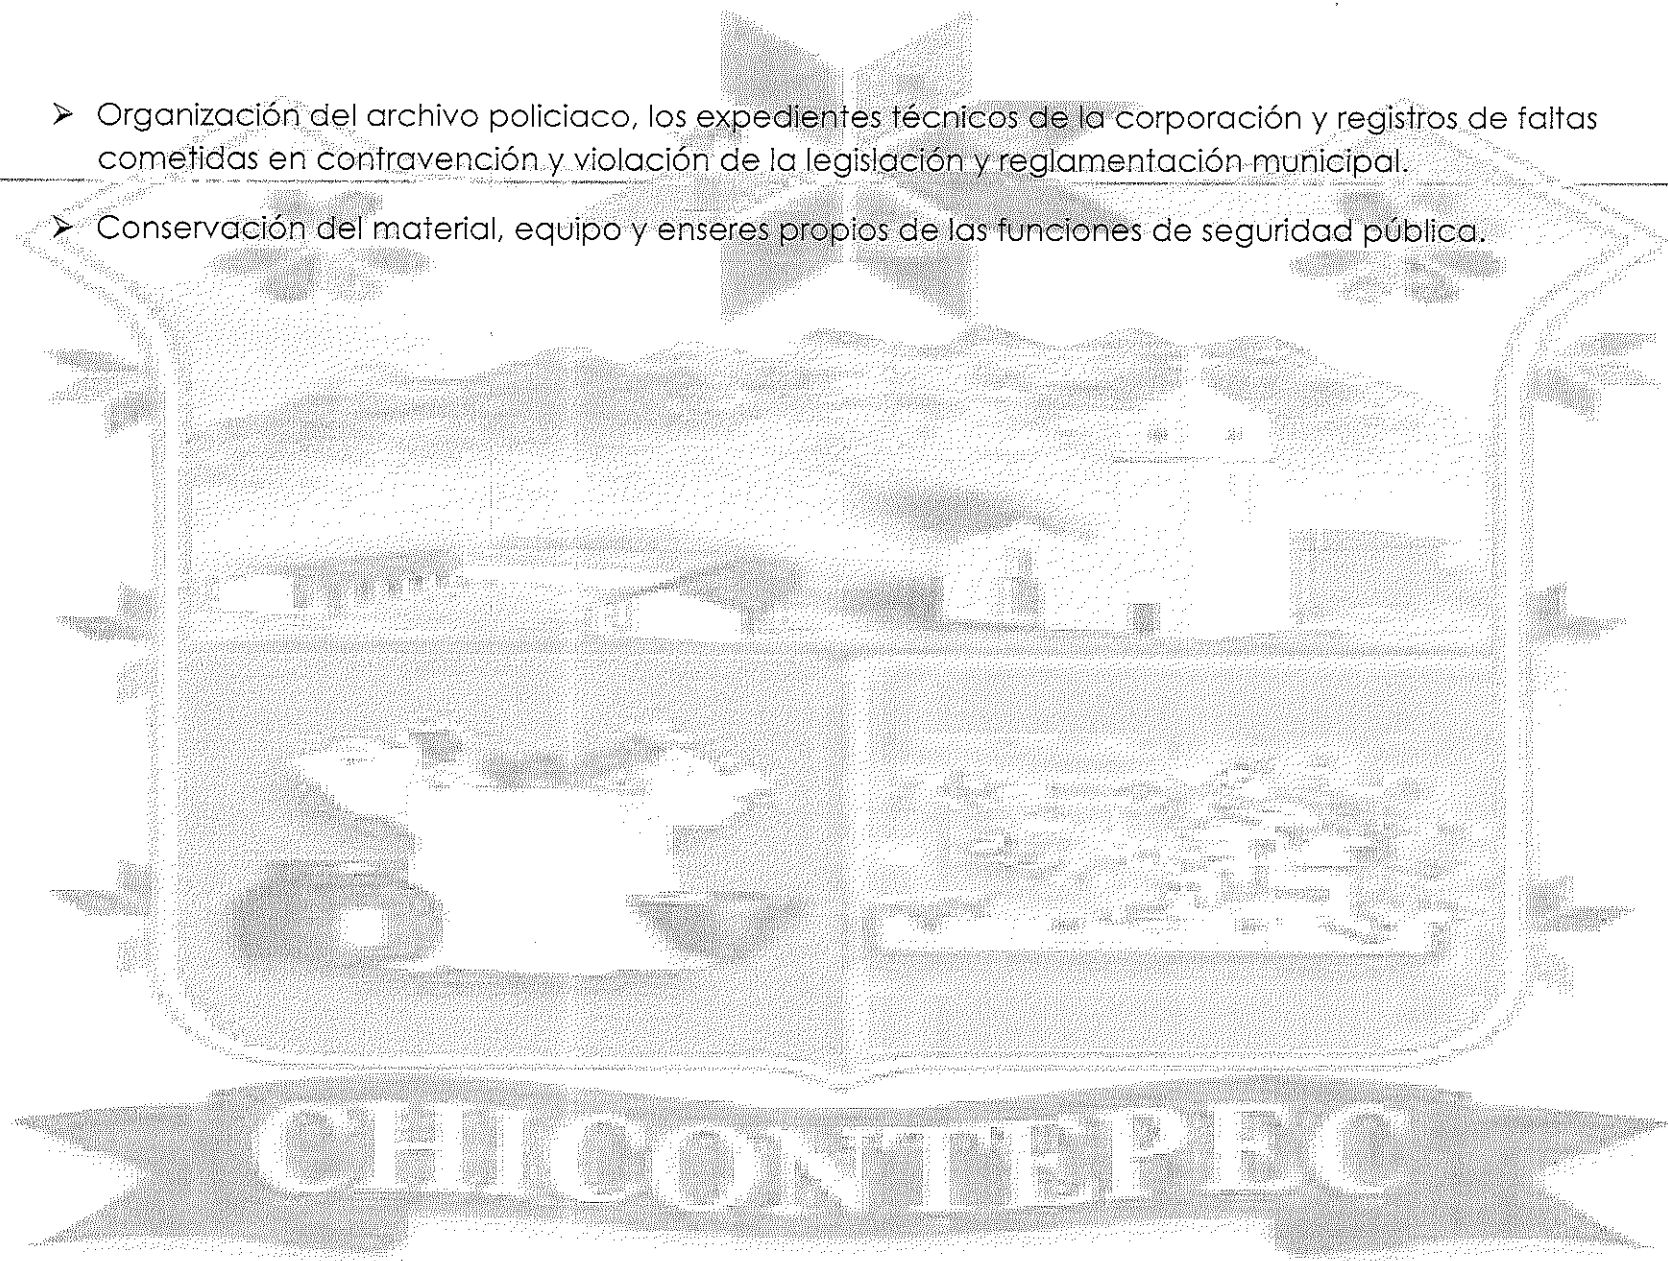 ➢ Organización del archivo policiaco, los expedientes técnicos de la corporación y registros de faltas
cometidas en contravención y violación de la legislación y reglamentación municipal.
➢ Conservación del material, equipo y enseres propios de las funciones de seguridad pública.
CHICONTEPEC